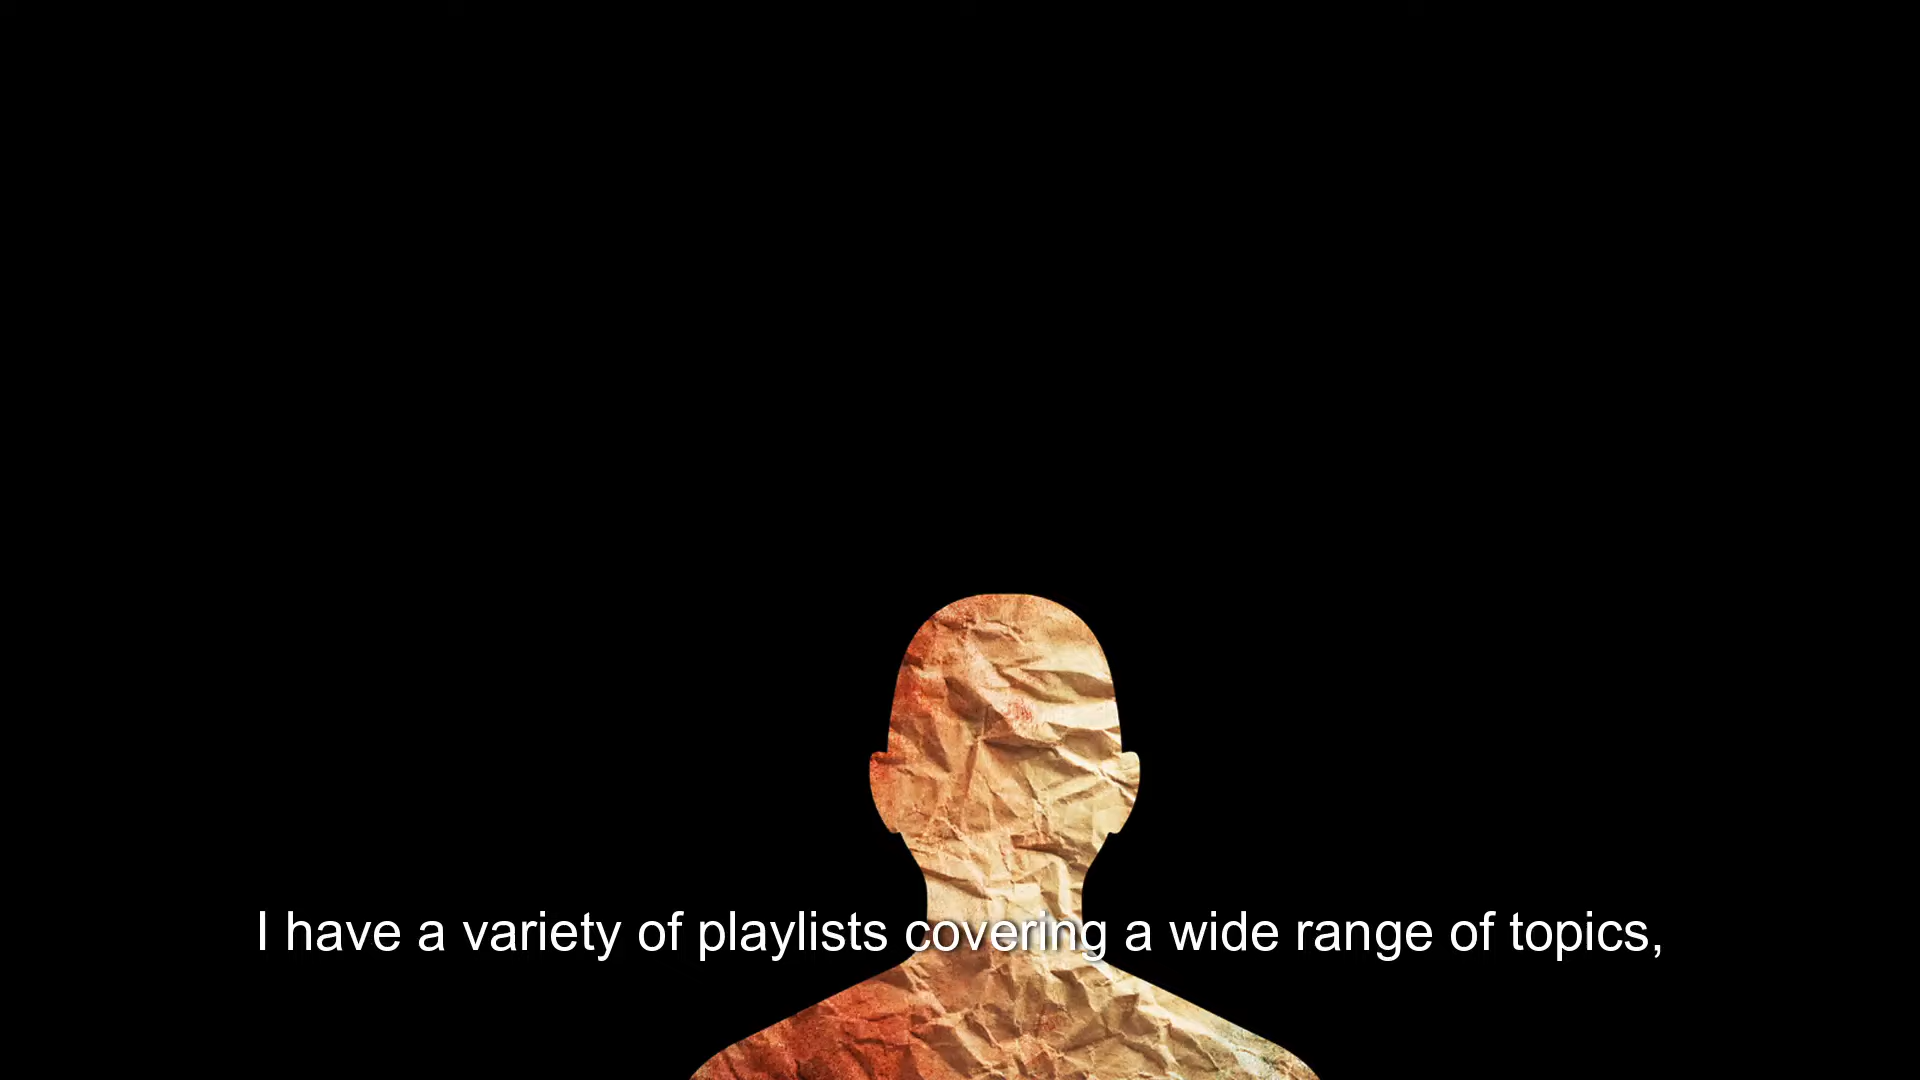 I have a variety of playlists covering a wide range of topics,